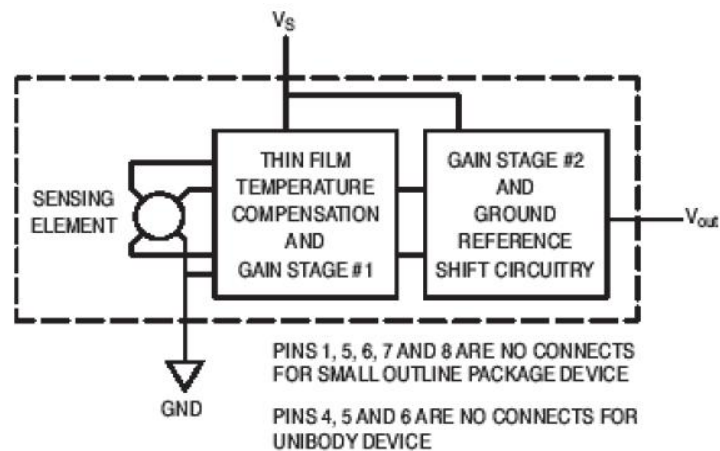 VS
SENSING
ELEMENT
THIN FILM
TEMPERATURE
COMPENSATION
AND
GAIN STAGE #1
GAIN STAGE #2
AND
GROUND
REFERENCE
SHIFT CIRCUITRY
Vout
GND
PINS 1, 5, 6, 7 AND 8 ARE NO CONNECTS
FOR SMALL OUTLINE PACKAGE DEVICE
PINS 4, 5 AND 6 ARE NO CONNECTS FOR
UNIBODY DEVICE